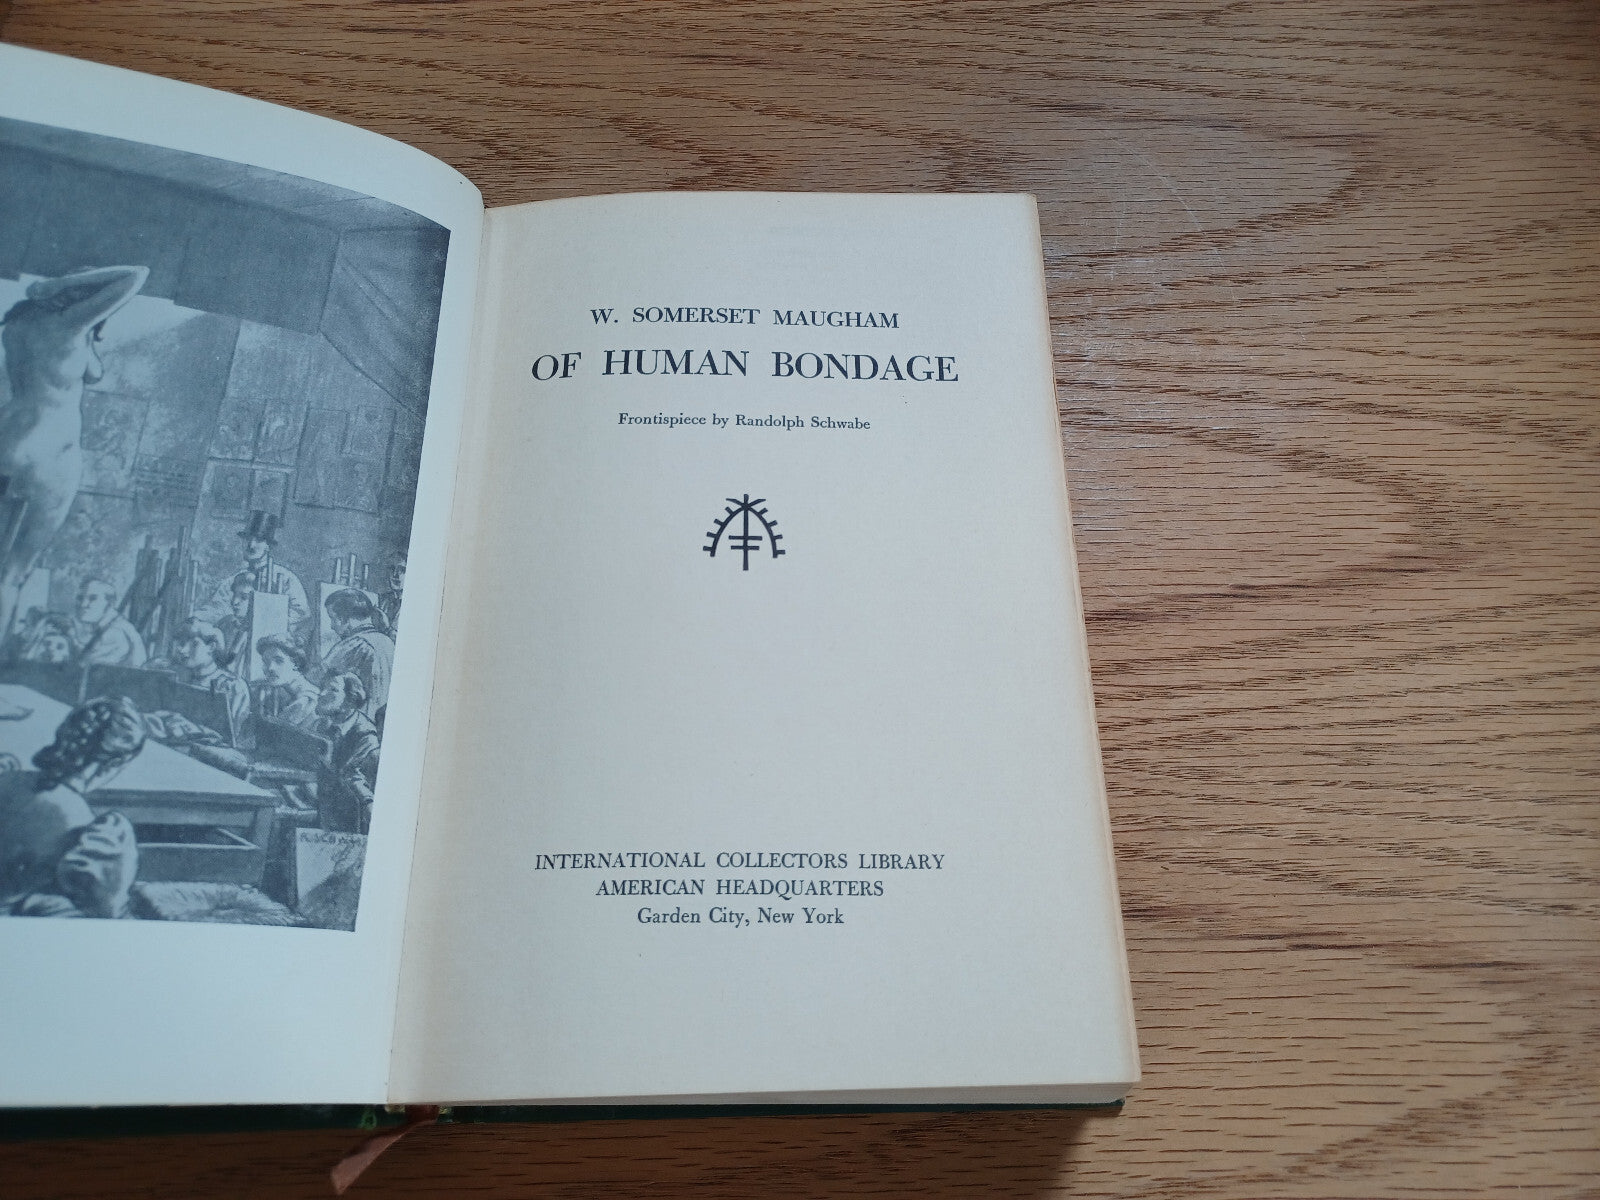 W. SOMERSET MAUGHAM
OF HUMAN BONDAGE
Frontispiece by Randolph Schwabe
INTERNATIONAL COLLECTORS LIBRARY
AMERICAN HEADQUARTERS
Garden City, New York